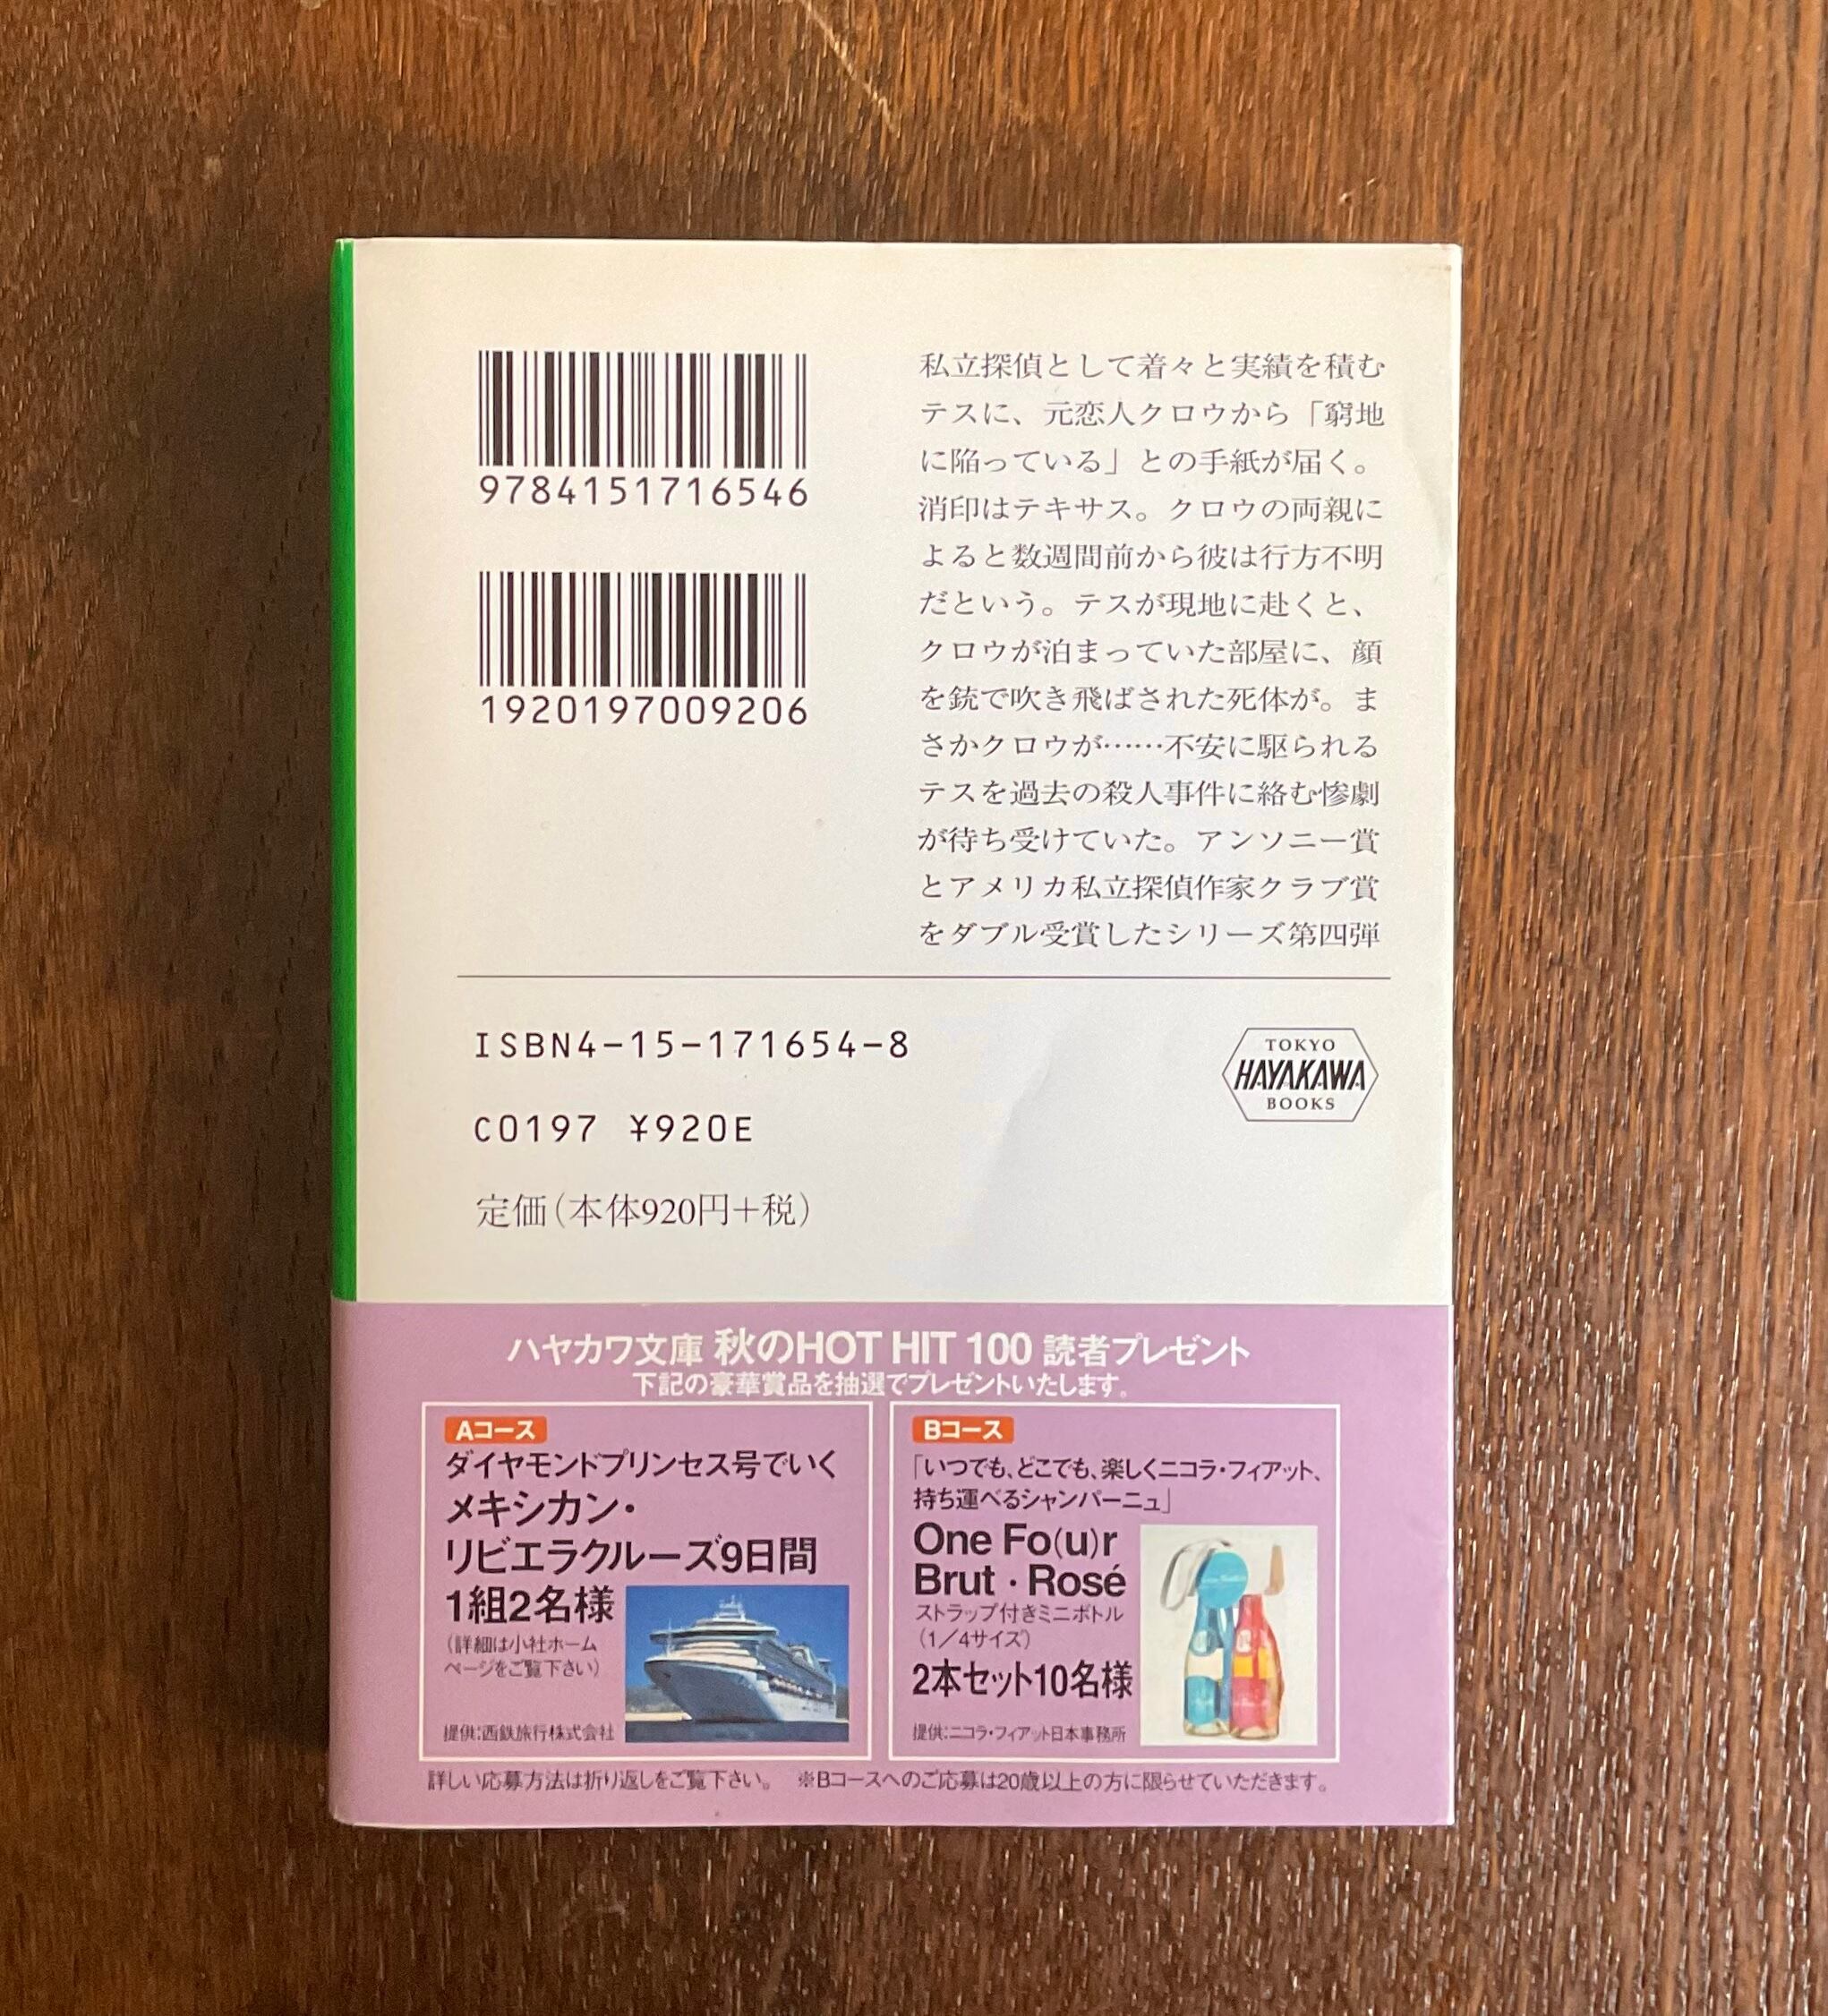 9784151716546
1920197009206
私立探偵として着々と実績を積む
テスに、元恋人クロウから「窮地
に陥っている」との手紙が届く。
消印はテキサス。クロウの両親に
よると数週間前から彼は行方不明
だという。テスが現地に赴くと、
クロウが泊まっていた部屋に、顔
を銃で吹き飛ばされた死体が。ま
さかクロウが……不安に駆られる
テスを過去の殺人事件に絡む惨劇
が待ち受けていた。アンソニー賞
とアメリカ私立探偵作家クラブ賞
をダブル受賞したシリーズ第四弾
ISBN4-15-171654-8
C0197 ¥920E
定価(本体920円+税)
TOKYO
HAYAKAWA
BOOKS
ハヤカワ文庫 秋のHOT HIT 100 読者プレゼント
下記の豪華賞品を抽選でプレゼントいたします。
Aコース
ダイヤモンドプリンセス号でいく
メキシカン・
リビエラクルーズ9日間
1組2名様
(詳細は小社ホーム
ページをご覧下さい)
提供:西鉄旅行株式会社
Bコース
「いつでも、どこでも、楽しくニコラ・フィアット、
持ち運べるシャンパーニュ」
One Fo(u)r
Brut・Rosé
ストラップ付きミニボトル
(1/4サイズ)
2本セット10名様
提供:ニコラ・フィアット日本事務所
詳しい応募方法は折り返しをご覧下さい。 ※Bコースへのご応募は20歳以上の方に限らせていただきます。